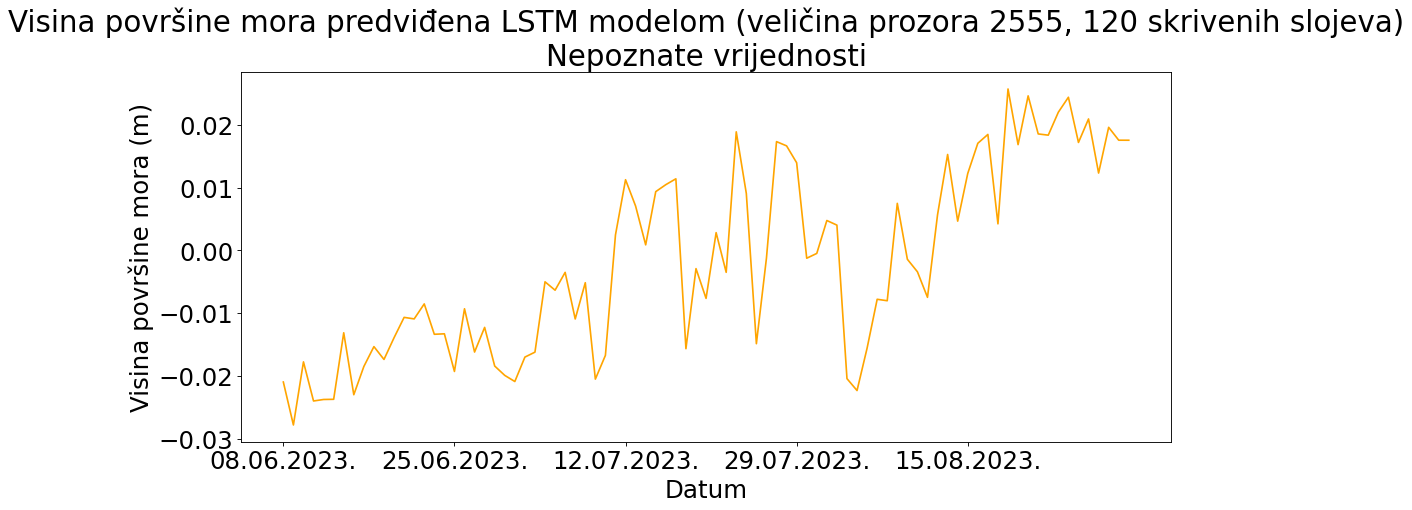 Visina površine mora predviđena LSTM modelom (veličina prozora 2555, 120 skrivenih slojeva)
Nepoznate vrijednosti
Visina površine mora (m)
0.02
0.01
0.00
−0.01
−0.02
−0.03
08.06.2023. 25.06.2023. 12.07.2023. 29.07.2023. 15.08.2023.
Datum